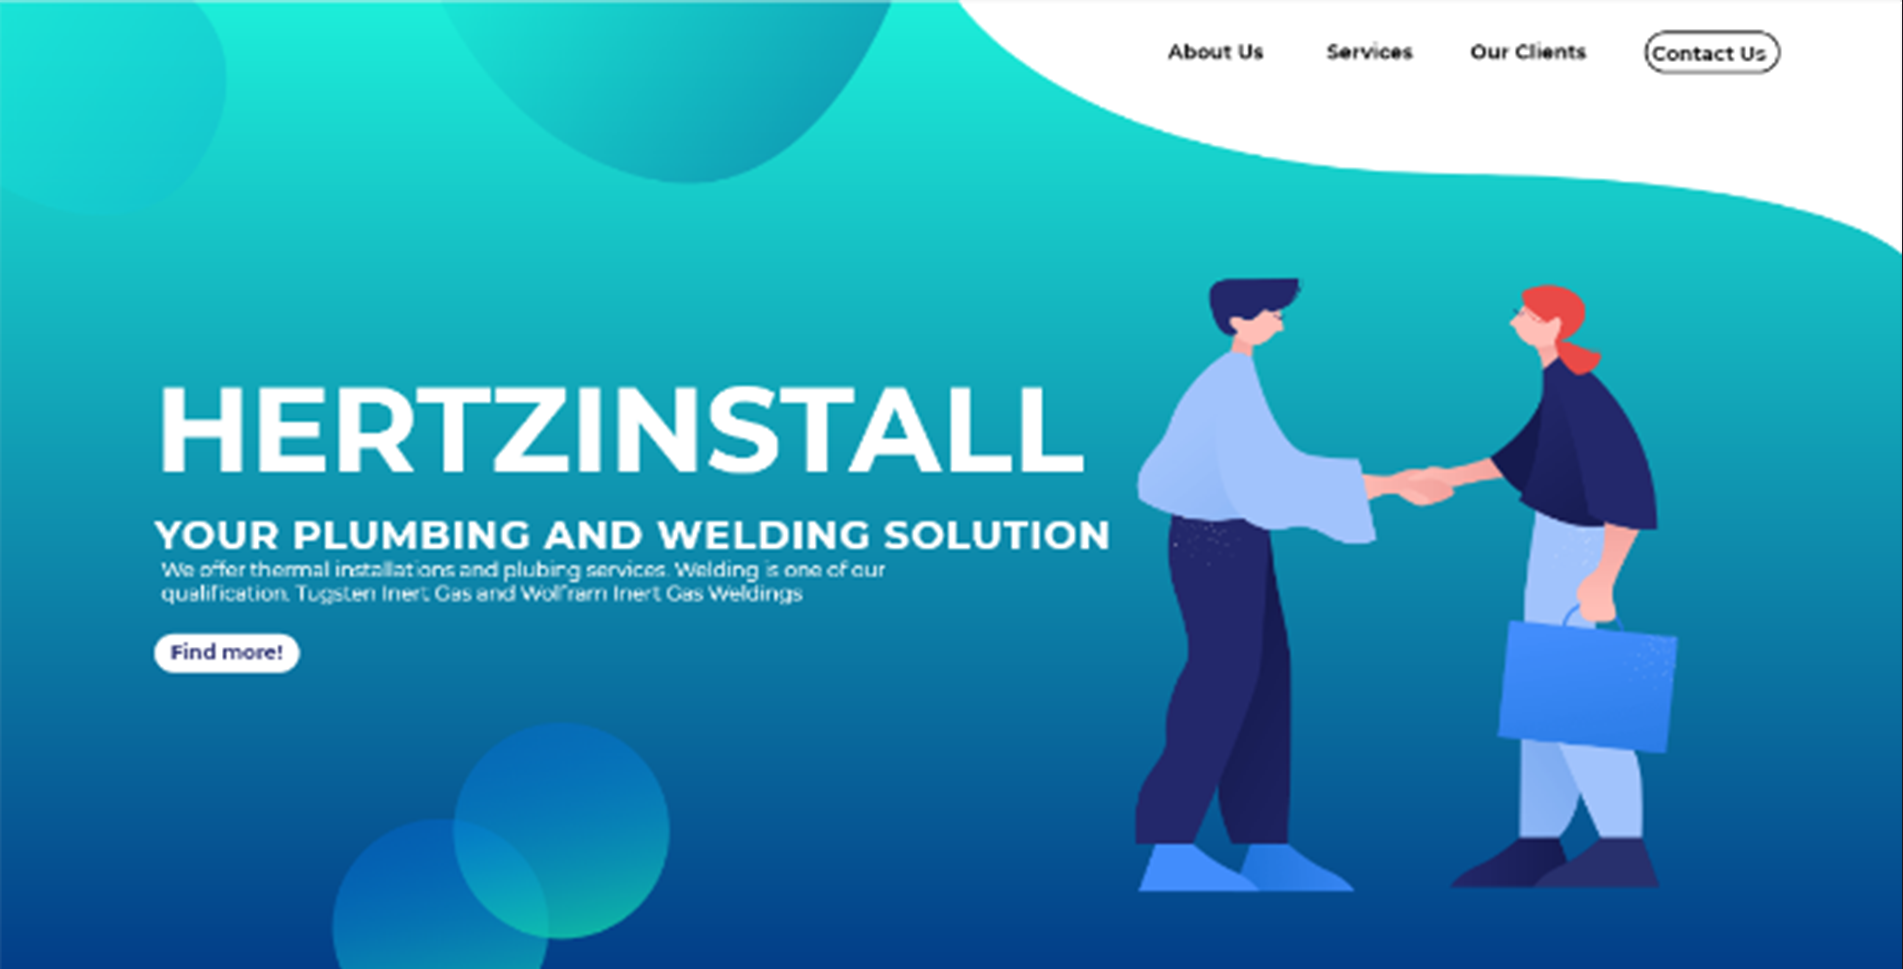 About Us Services Our Clients Contact Us
HERTZINSTALL
YOUR PLUMBING AND WELDING SOLUTION
We offer thermal installations and plubing services. Welding is one of our
qualification. Tugsten Inert Gas and Wolfram Inert Gas Weldings
Find more!